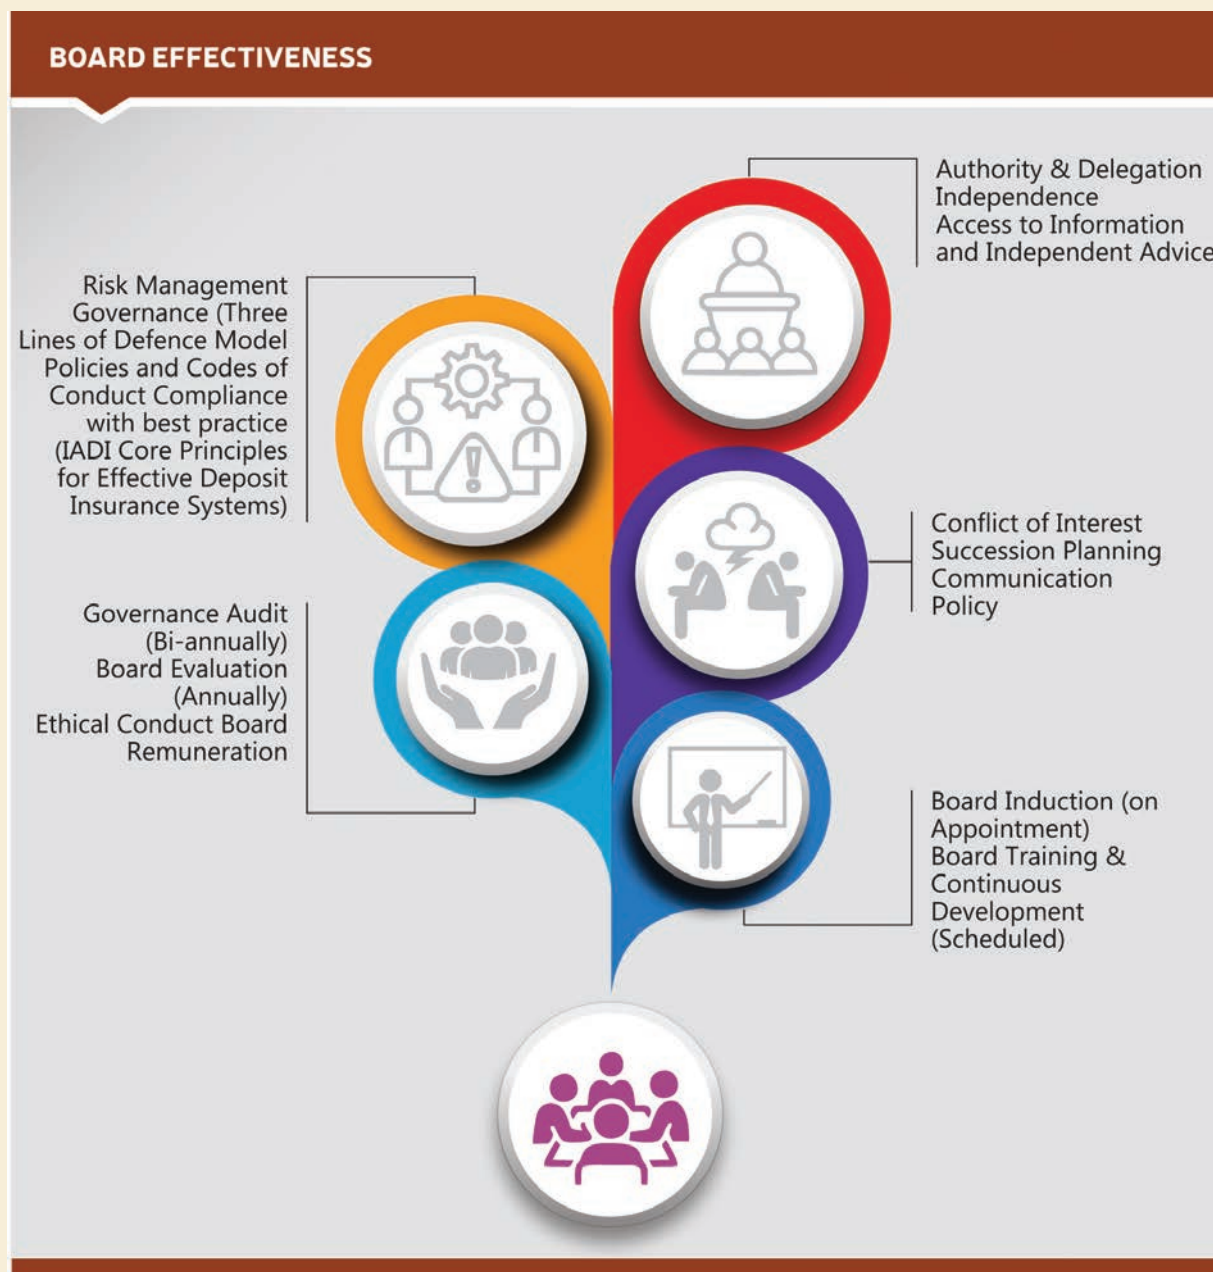 BOARD EFFECTIVENESS
Authority & Delegation
Independence
Access to Information
and Independent Advice
Risk Management
Governance (Three
Lines of Defence Model
Policies and Codes of
Conduct Compliance
with best practice
(IADI Core Principles
for Effective Deposit
Insurance Systems)
Conflict of Interest
Succession Planning
Communication
Policy
Governance Audit
(Bi-annually)
Board Evaluation
(Annually)
Ethical Conduct Board
Remuneration
Board Induction (on
Appointment)
Board Training &
Continuous
Development
(Scheduled)